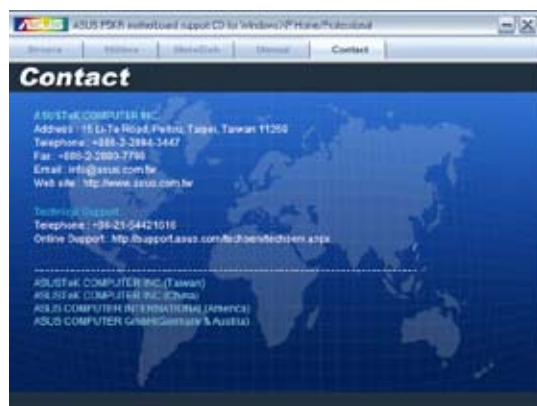 ASUS P5KR motherboard support CD for Windows XP Home/Professional
Drivers Utilities MakeDisk Manual Contact
Contact
ASUSTeK COMPUTER INC.
Address : 15 Li-Te Road, Peitou, Taipei, Taiwan 11259
Telephone : +886-2-2894-3447
Fax : +886-2-2890-7798
Email : info@asus.com.tw
Web site : http://www.asus.com.tw
Technical Support
Telephone : +86-21-54421616
Online Support : http://support.asus.com/techserv/techserv.aspx
ASUSTeK COMPUTER INC.(Taiwan)
ASUSTeK COMPUTER INC.(China)
ASUS COMPUTER INTERNATIONAL(America)
ASUS COMPUTER GmbH(Germany & Austria)